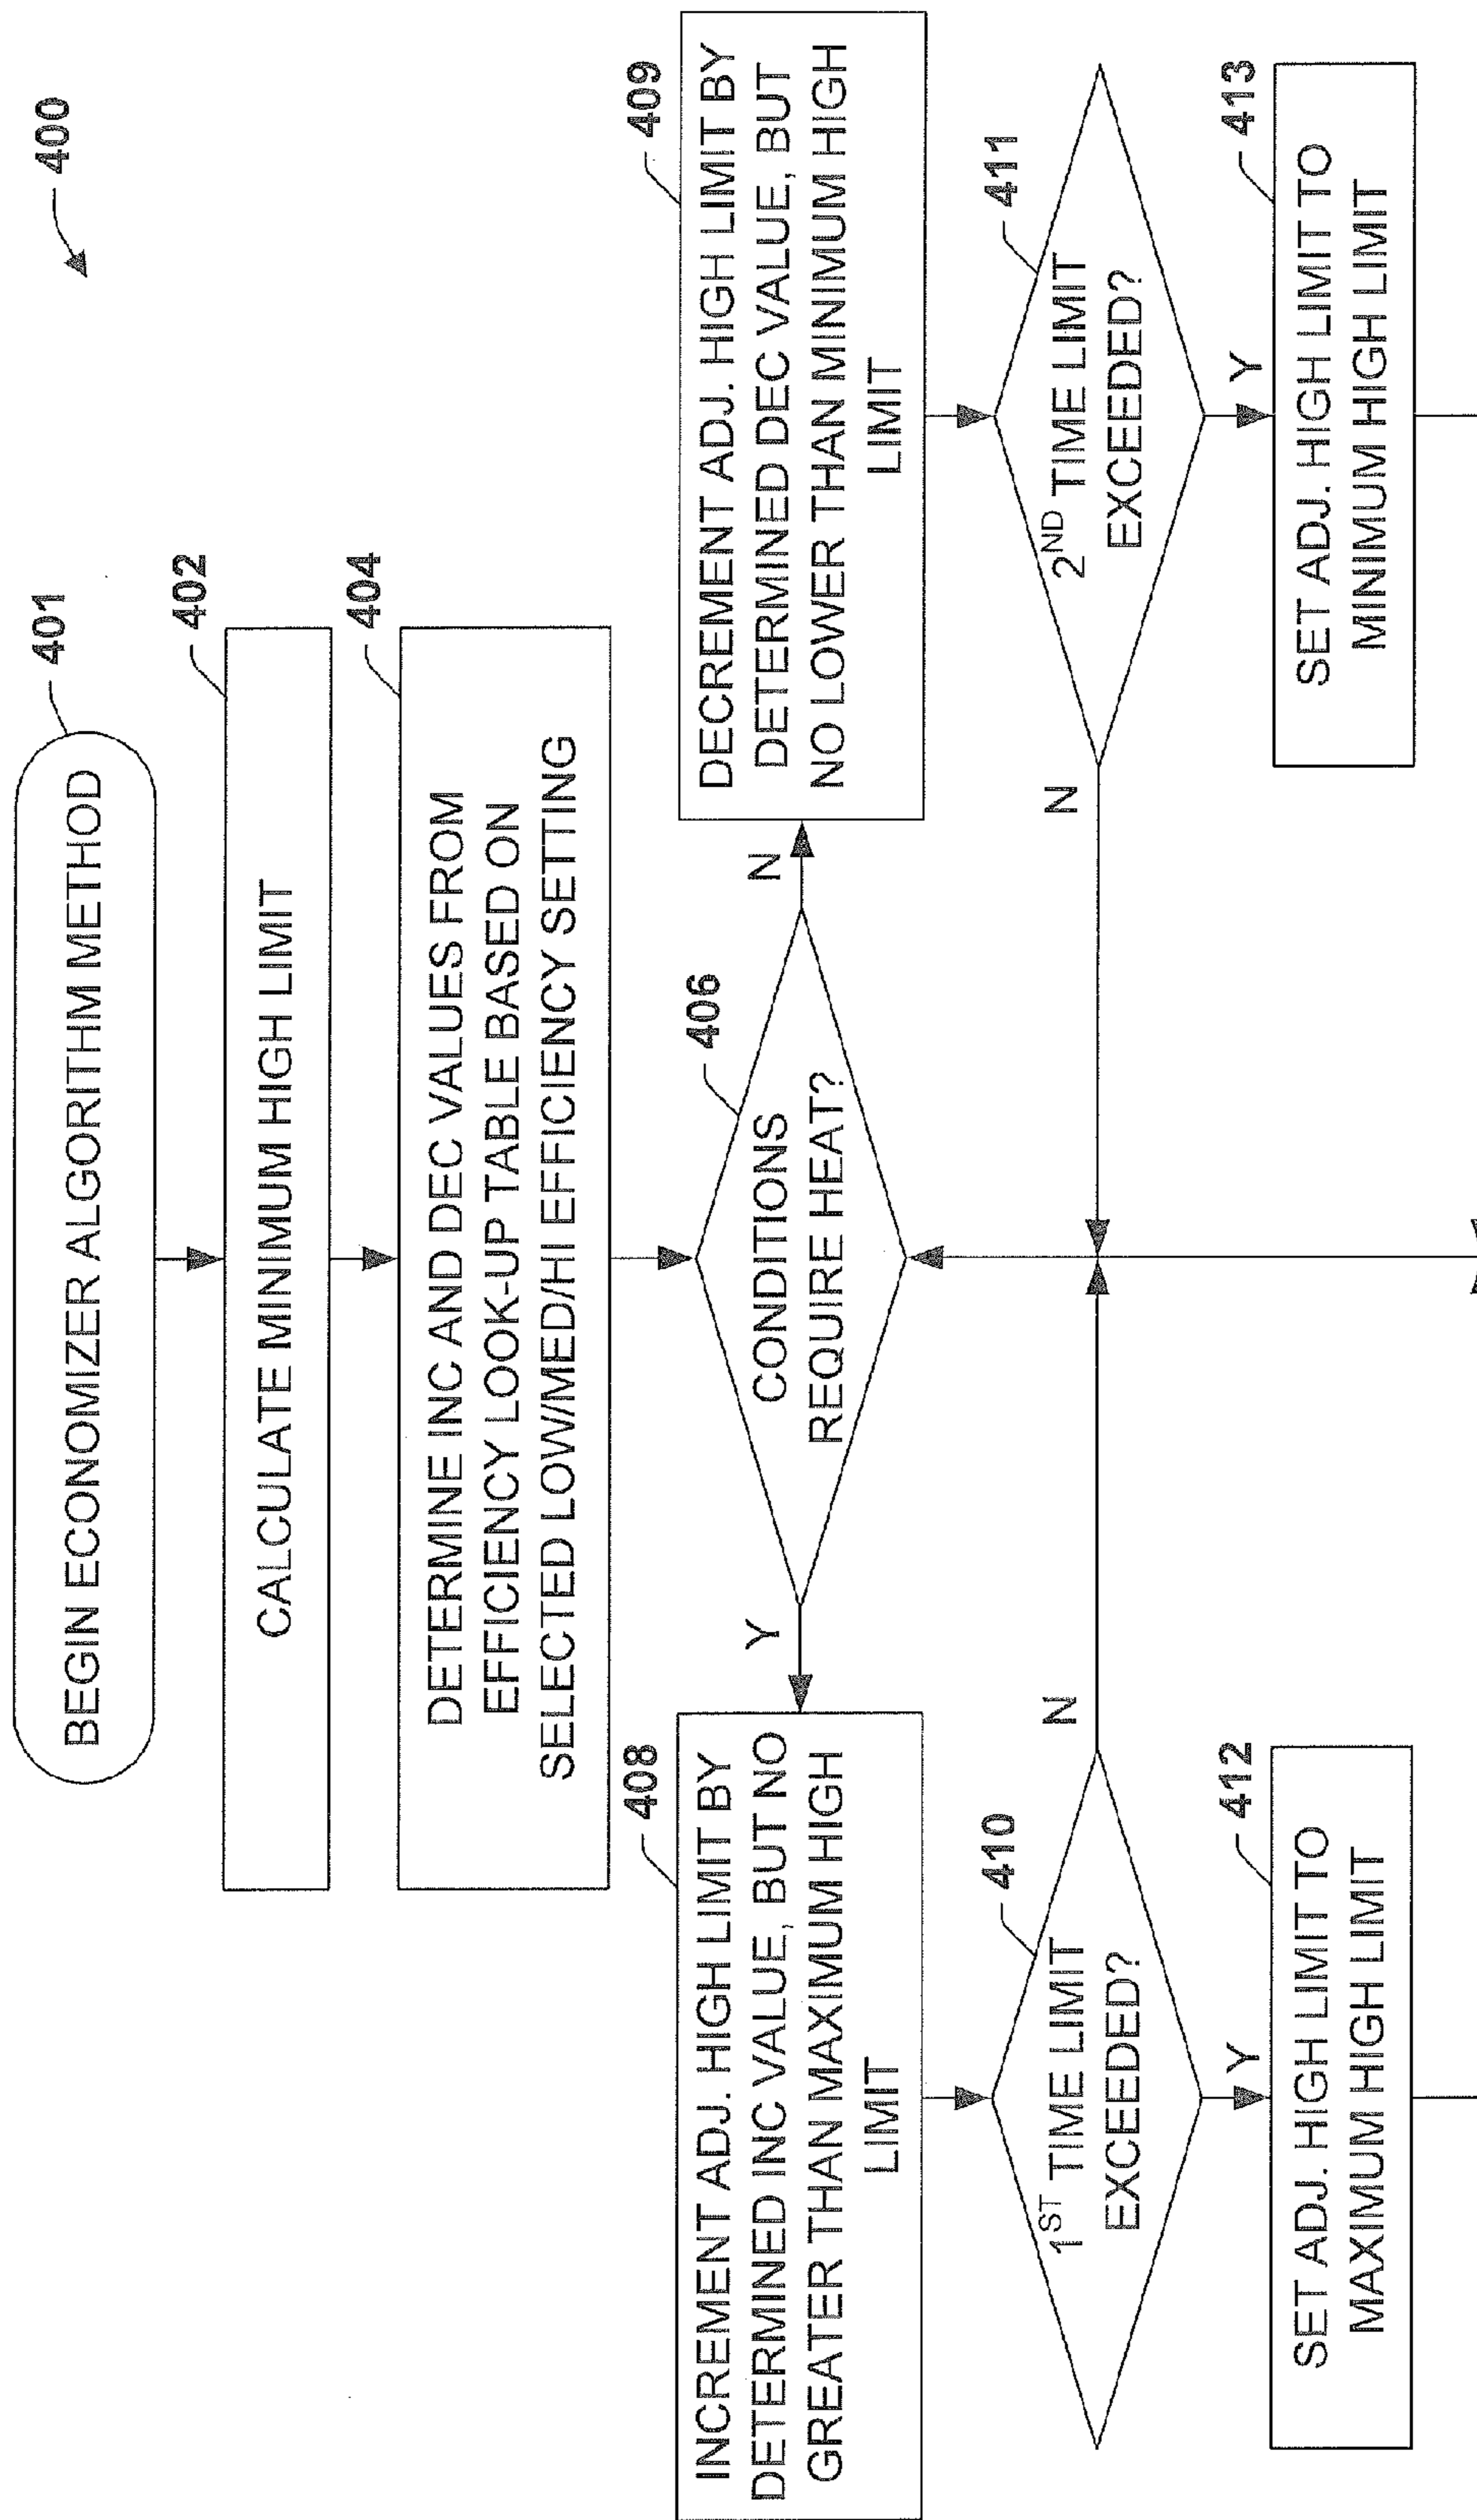 400
401
BEGIN ECONOMIZER ALGORITHM METHOD
402
CALCULATE MINIMUM HIGH LIMIT
404
DETERMINE INC AND DEC VALUES FROM
EFFICIENCY LOOK-UP TABLE BASED ON
SELECTED LOW/MED/HI EFFICIENCY SETTING
406
CONDITIONS
REQUIRE HEAT?
Y
N
408
INCREMENT ADJ. HIGH LIMIT BY
DETERMINED INC VALUE, BUT NO
GREATER THAN MAXIMUM HIGH
LIMIT
409
DECREMENT ADJ. HIGH LIMIT BY
DETERMINED DEC VALUE, BUT
NO LOWER THAN MINIMUM HIGH
LIMIT
410
1ST TIME LIMIT
EXCEEDED?
N
Y
411
2ND TIME LIMIT
EXCEEDED?
N
Y
412
SET ADJ. HIGH LIMIT TO
MAXIMUM HIGH LIMIT
413
SET ADJ. HIGH LIMIT TO
MINIMUM HIGH LIMIT